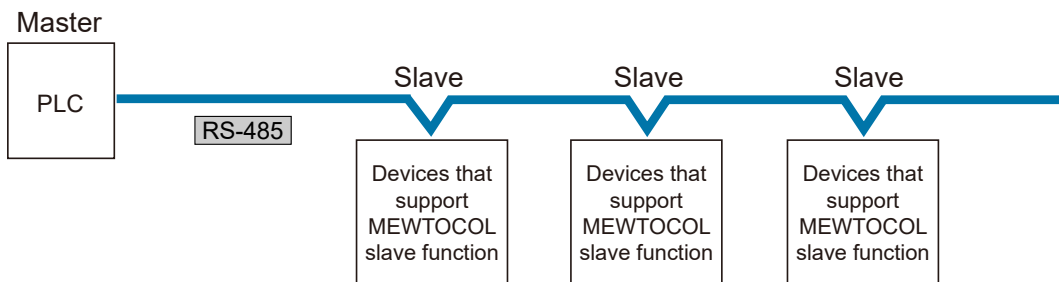 Master
PLC
RS-485
Slave
Slave
Slave
Devices that
support
MEWTOCOL
slave function
Devices that
support
MEWTOCOL
slave function
Devices that
support
MEWTOCOL
slave function